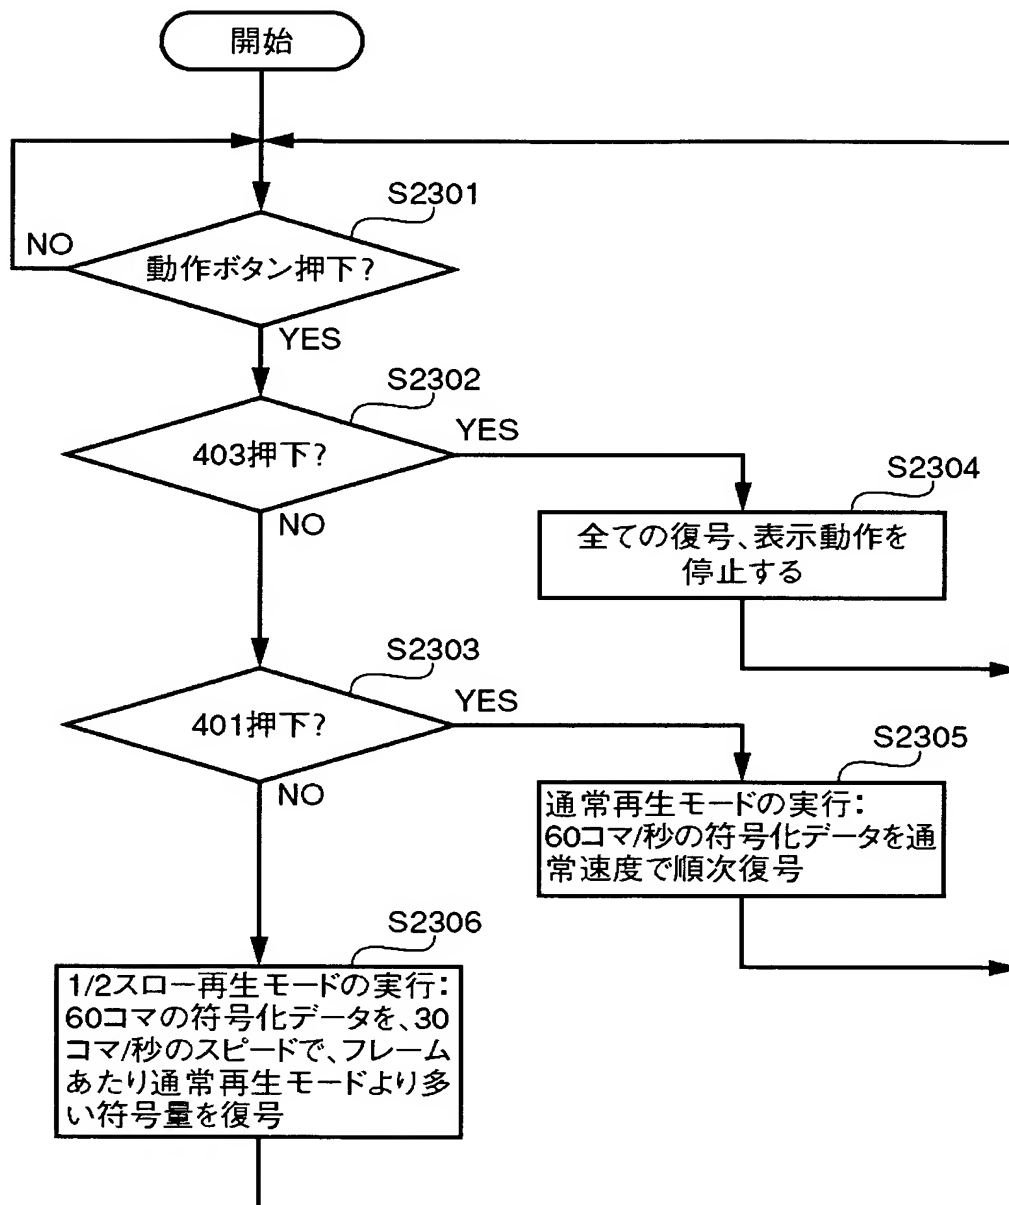 開始
S2301
NO
動作ボタン押下?
YES
S2302
403押下?
YES
NO
S2304
全ての復号、表示動作を
停止する
S2303
401押下?
YES
NO
S2305
通常再生モードの実行:
60コマ/秒の符号化データを通
常速度で順次復号
S2306
1/2スロー再生モードの実行:
60コマの符号化データを、30
コマ/秒のスピードで、フレーム
あたり通常再生モードより多
い符号量を復号